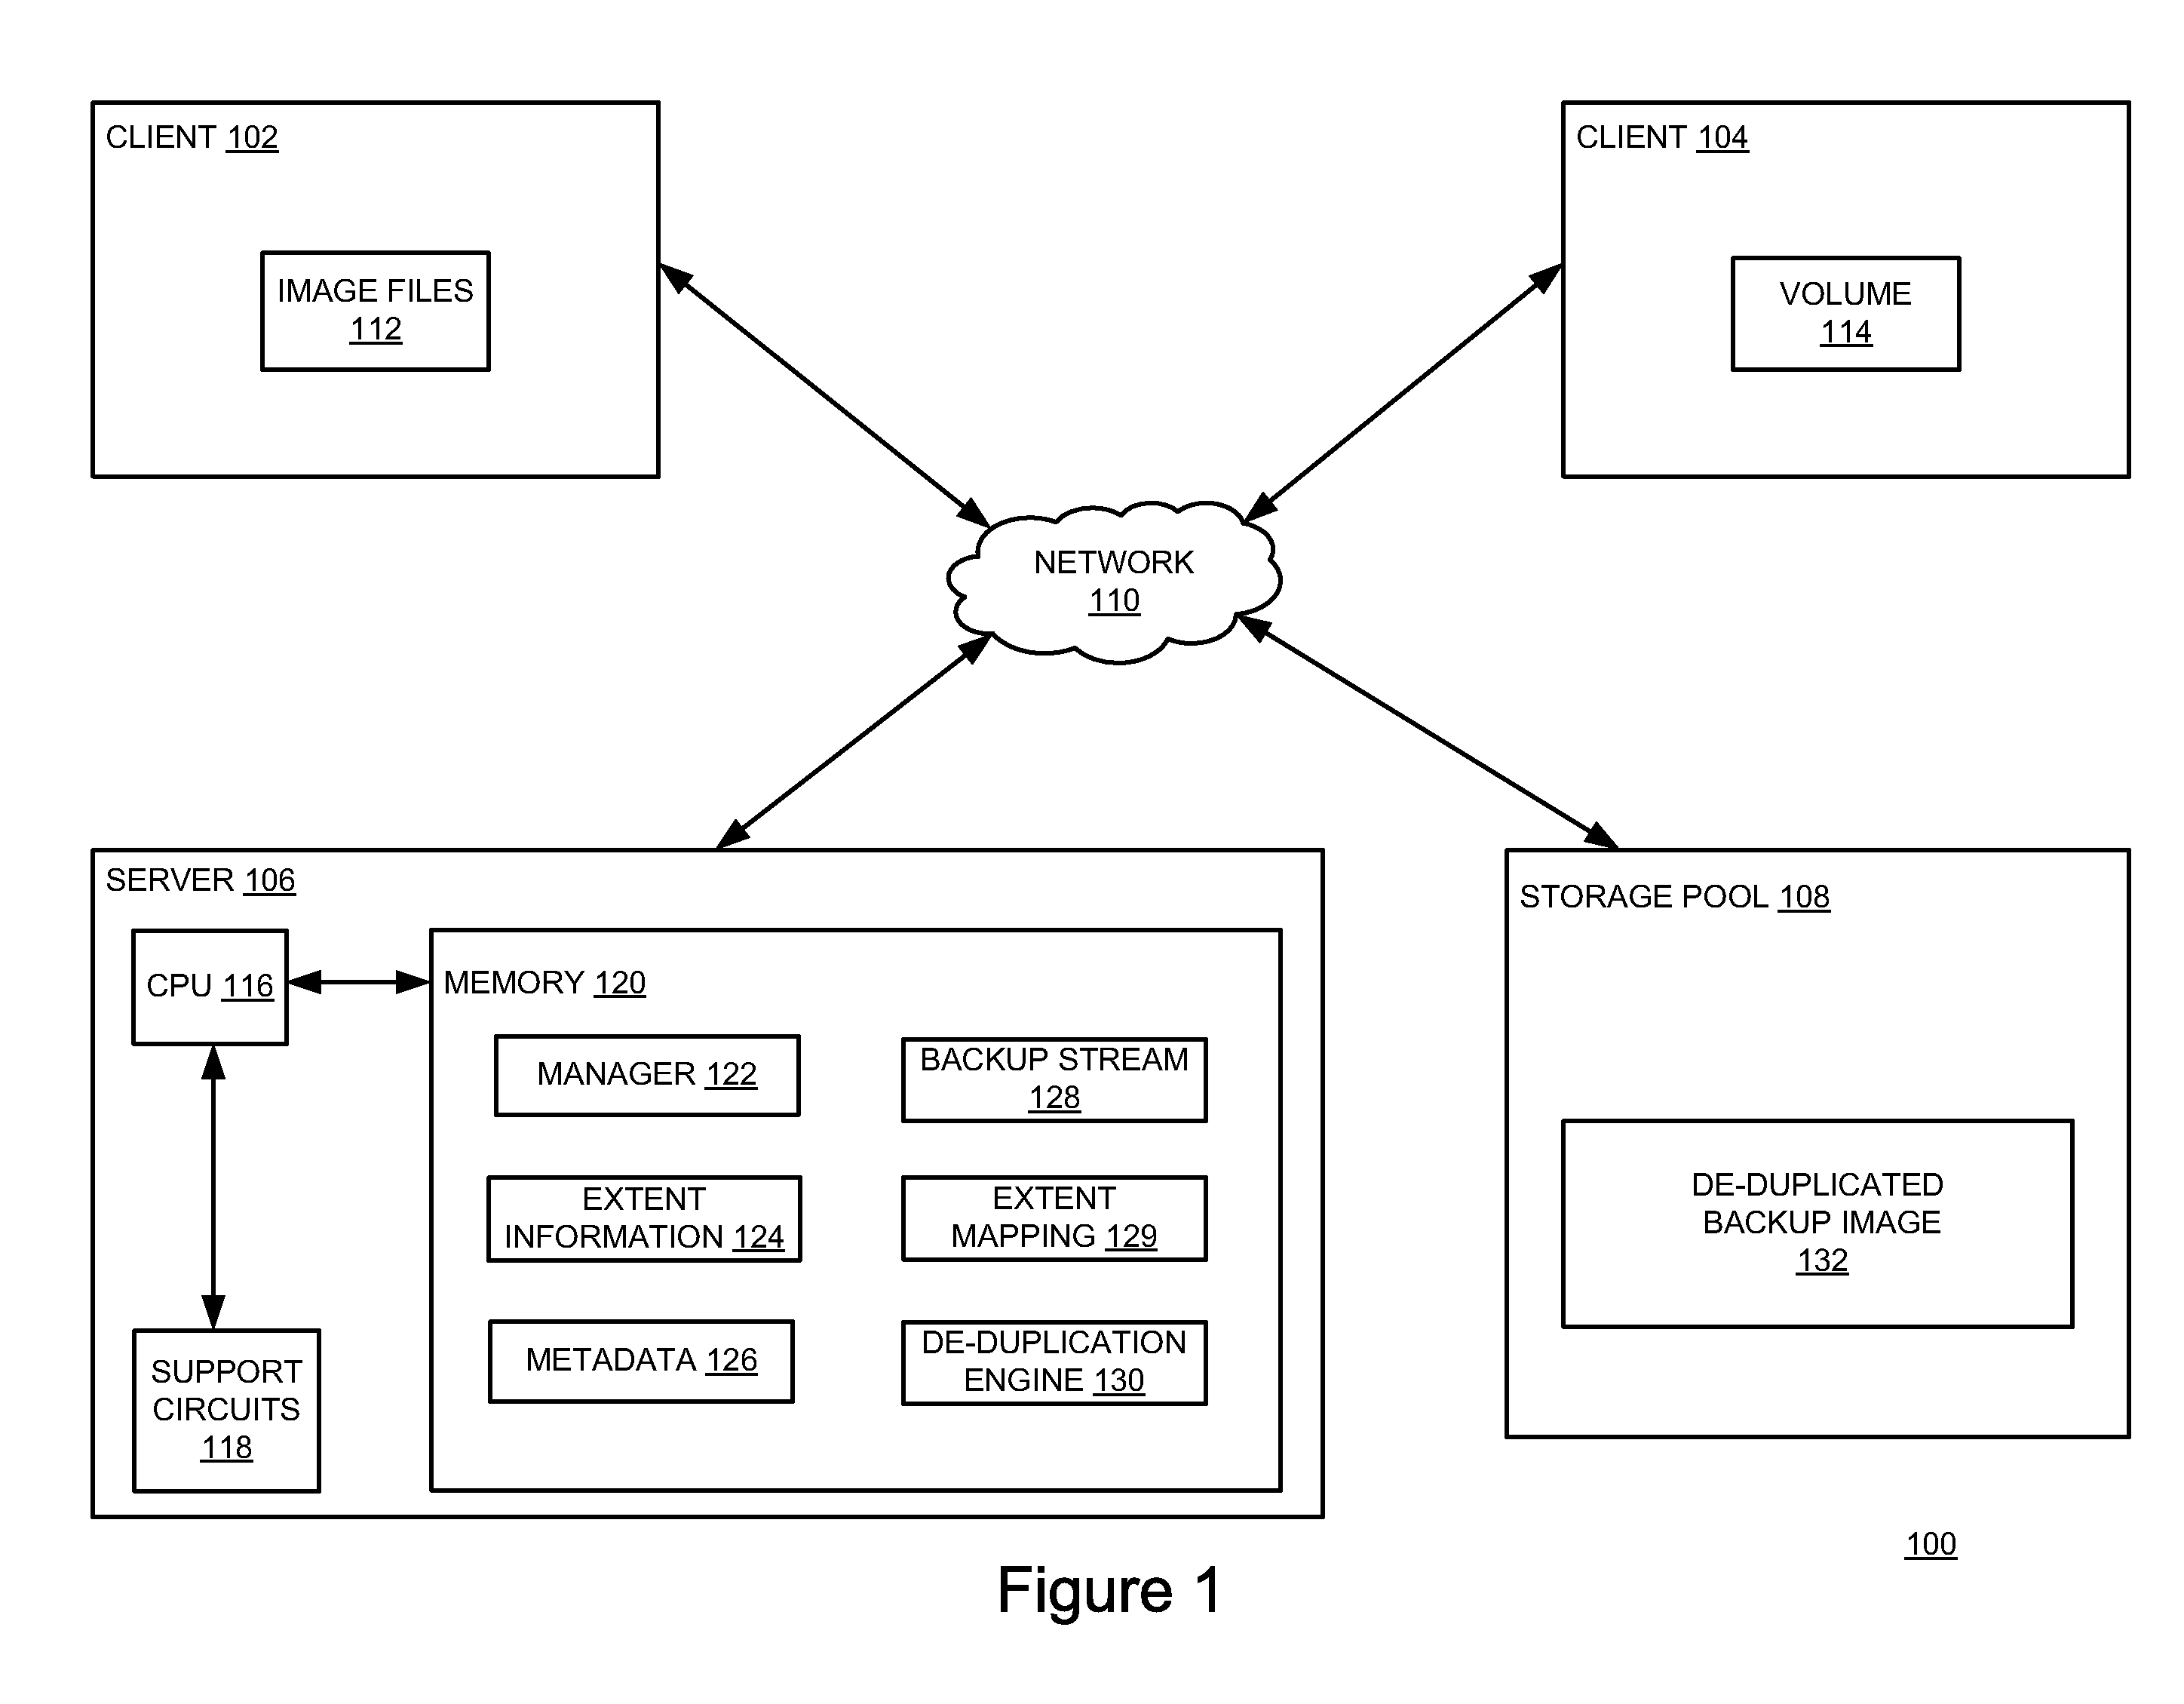 CLIENT 102
IMAGE FILES
112
CLIENT 104
VOLUME
114
NETWORK
110
SERVER 106
CPU 116
SUPPORT
CIRCUITS
118
MEMORY 120
MANAGER 122
BACKUP STREAM
128
EXTENT
INFORMATION 124
EXTENT
MAPPING 129
METADATA 126
DE-DUPLICATION
ENGINE 130
STORAGE POOL 108
DE-DUPLICATED
BACKUP IMAGE
132
100
Figure 1